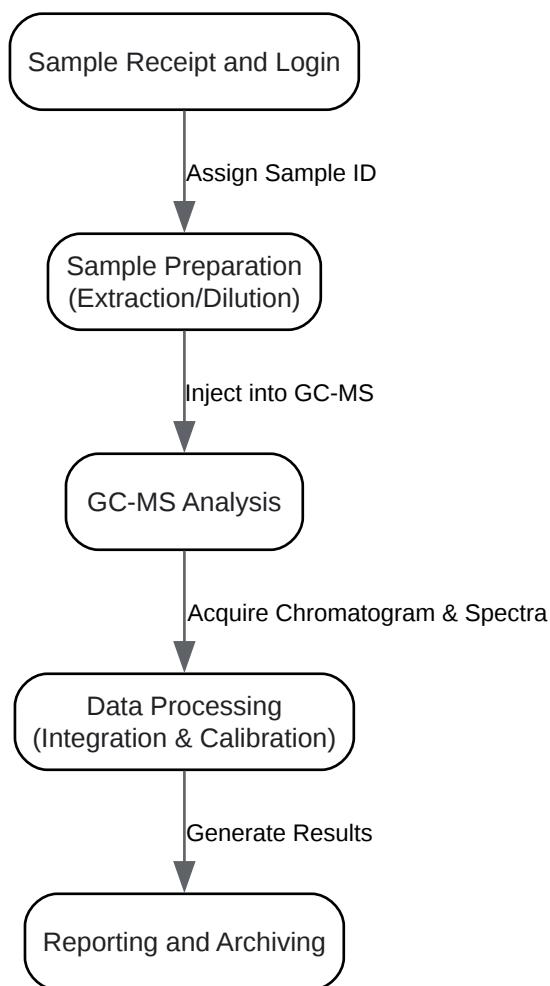 Sample Receipt and Login
Assign Sample ID
Sample Preparation
(Extraction/Dilution)
Inject into GC-MS
GC-MS Analysis
Acquire Chromatogram & Spectra
Data Processing
(Integration & Calibration)
Generate Results
Reporting and Archiving